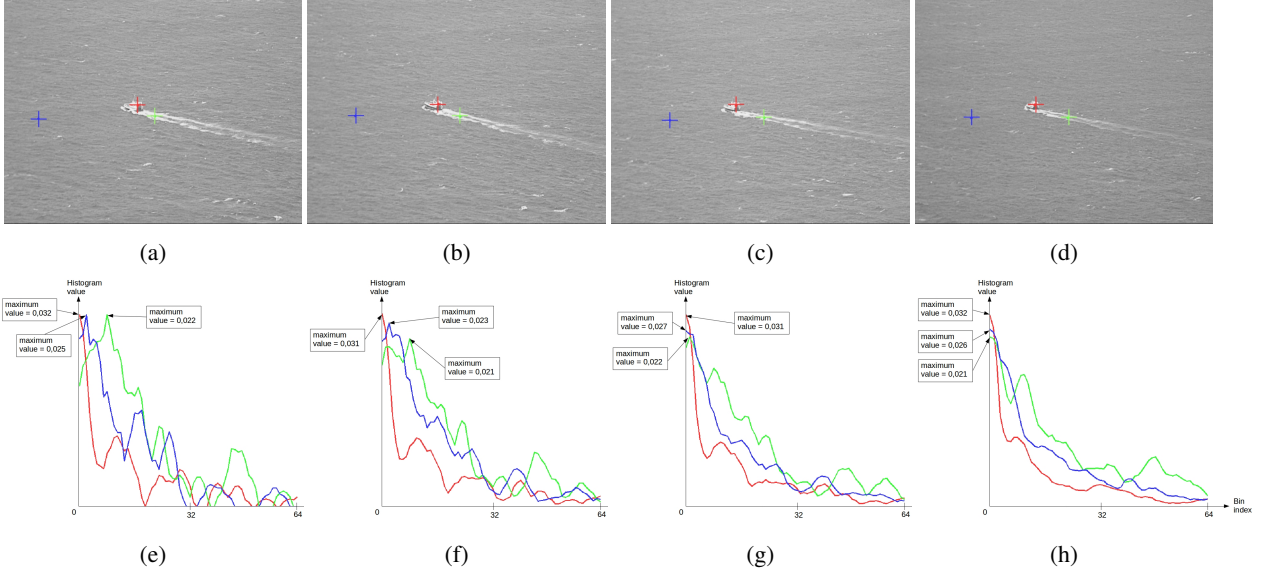 (a)
(b)
(c)
(d)
Histogram
value
maximum
value = 0,032
maximum
value = 0,025
maximum
value = 0,022
0
32
64
(e)
Histogram
value
maximum
value = 0,031
maximum
value = 0,023
maximum
value = 0,021
0
32
64
(f)
Histogram
value
maximum
value = 0,027
maximum
value = 0,022
maximum
value = 0,031
0
32
64
(g)
Histogram
value
maximum
value = 0,032
maximum
value = 0,026
maximum
value = 0,021
0
32
64
Bin
index
(h)